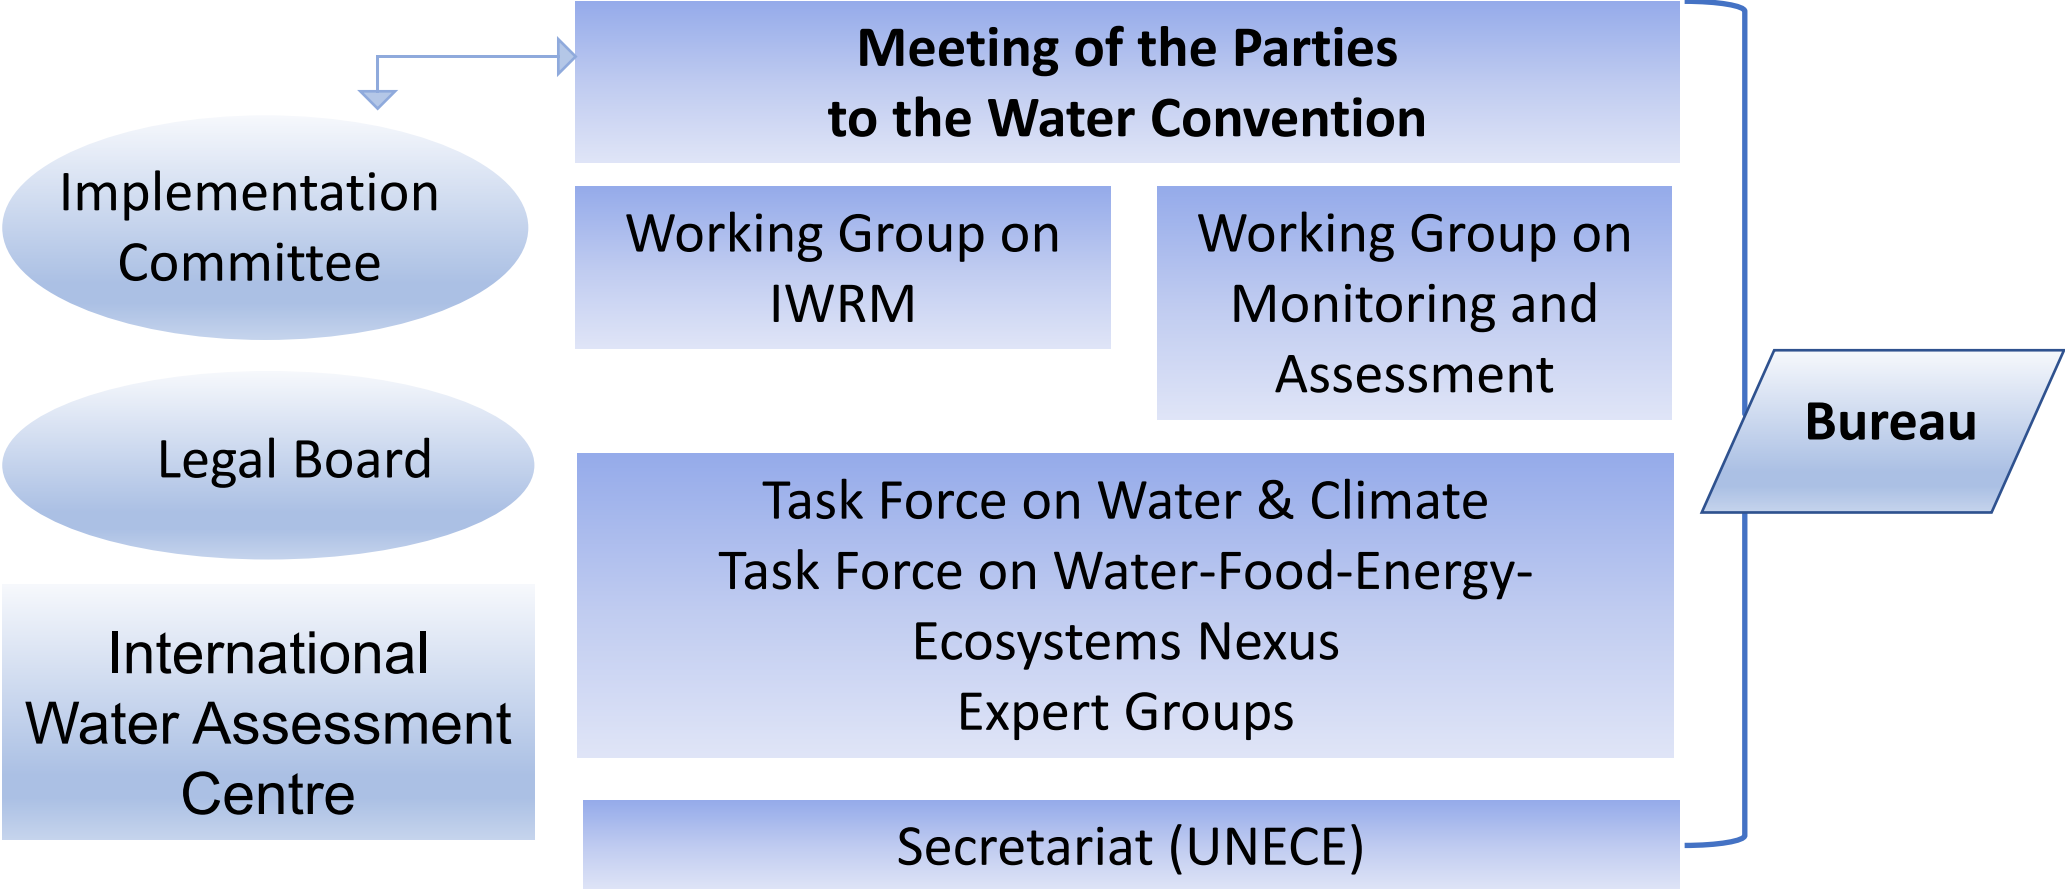 Meeting of the Parties
to the Water Convention
Implementation
Committee
Working Group on
IWRM
Working Group on
Monitoring and
Assessment
Legal Board
Bureau
Task Force on Water & Climate
Task Force on Water-Food-Energy-
Ecosystems Nexus
Expert Groups
International
Water Assessment
Centre
Secretariat (UNECE)